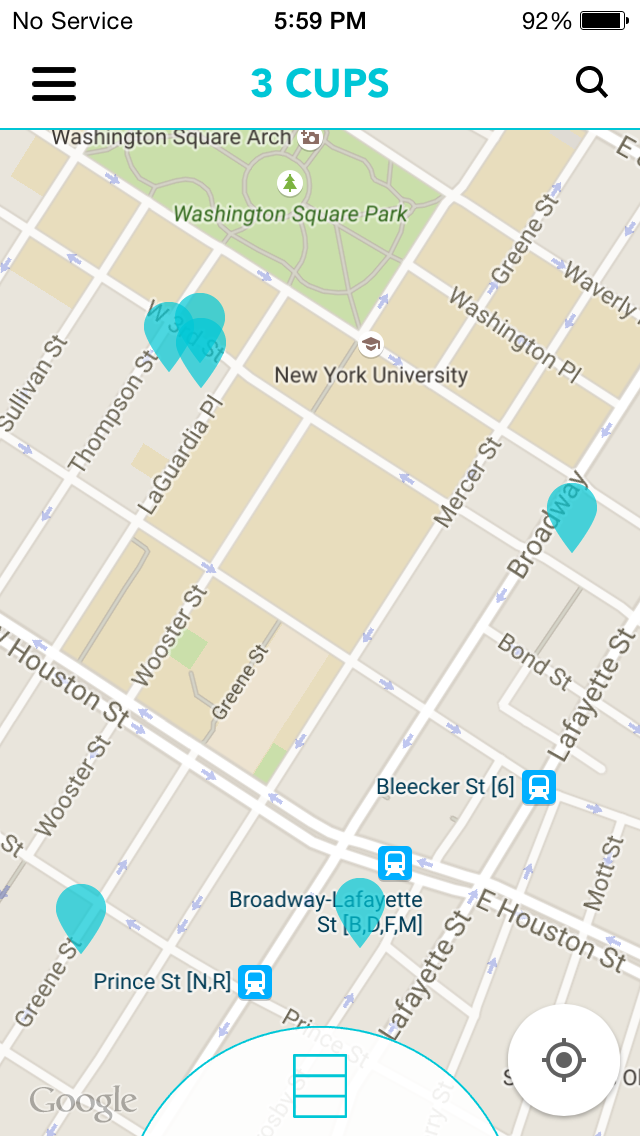 No Service
5:59 PM
92%
3 CUPS
Washington Square Arch
Washington Square Park
Greene St
Waverly
Washington Pl
W 3rd St
New York University
Sullivan St
Thompson St
LaGuardia Pl
Mercer St
Broadway
Wooster St
Greene St
Bond St
Lafayette St
W Houston St
Wooster St
Bleecker St [6]
St
Mott St
Broadway-Lafayette
St [B,D,F,M]
E Houston St
Greene St
Prince St [N,R]
Lafayette St
Prince St
Google